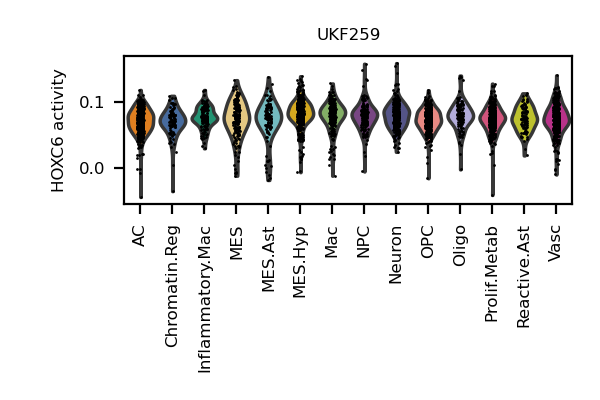 UKF259
HOXC6 activity
0.1
0.0
AC
Chromatin.Reg
Inflammatory.Mac
MES
MES.Ast
MES.Hyp
Mac
NPC
Neuron
OPC
Oligo
Prolif.Metab
Reactive.Ast
Vasc